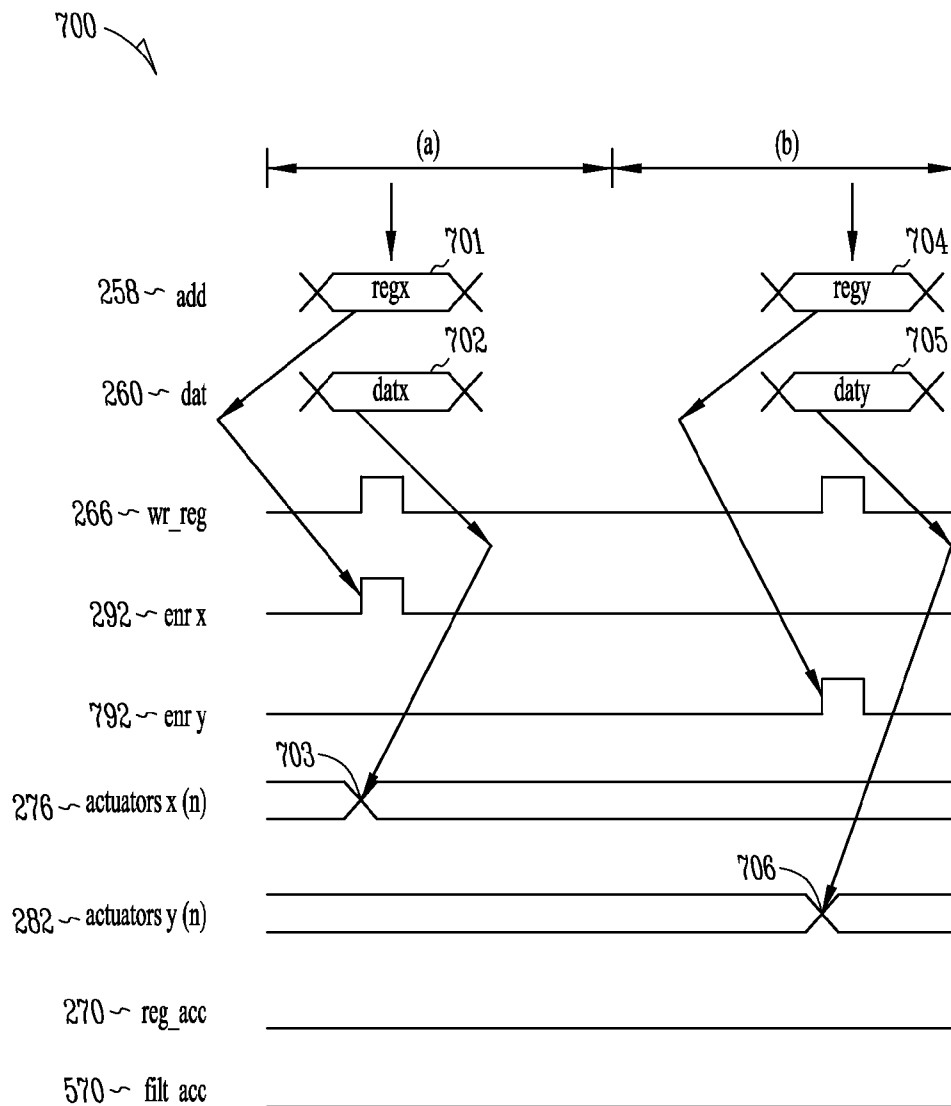 700
(a) (b)
701 704
258 ~ add regx regy
702 705
260 ~ dat datx daty
266 ~ wr_reg
292 ~ enr x
792 ~ enr y
703
276 ~ actuators x (n)
706
282 ~ actuators y (n)
270 ~ reg_acc
570 ~ filt acc